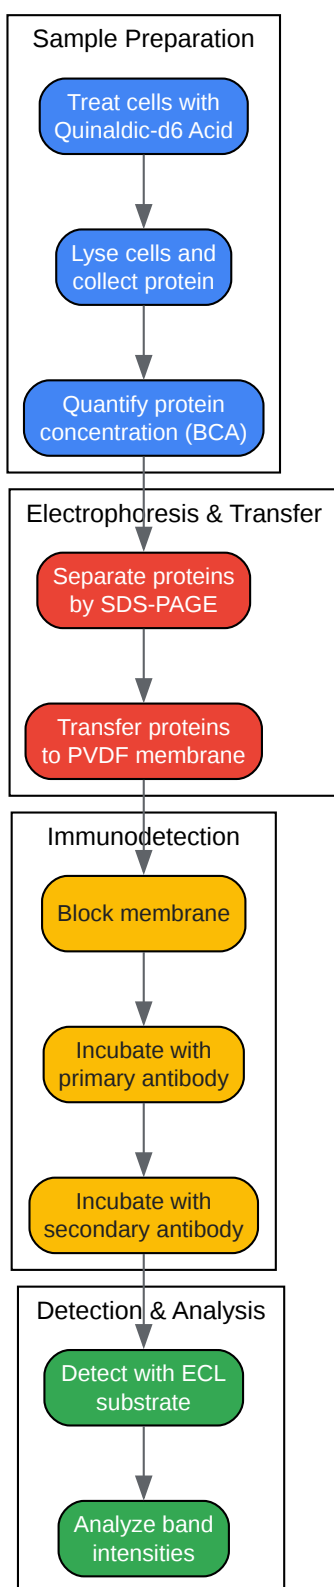 Sample Preparation
Treat cells with
Quinaldic-d6 Acid
Lyse cells and
collect protein
Quantify protein
concentration (BCA)
Electrophoresis & Transfer
Separate proteins
by SDS-PAGE
Transfer proteins
to PVDF membrane
Immunodetection
Block membrane
Incubate with
primary antibody
Incubate with
secondary antibody
Detection & Analysis
Detect with ECL
substrate
Analyze band
intensities